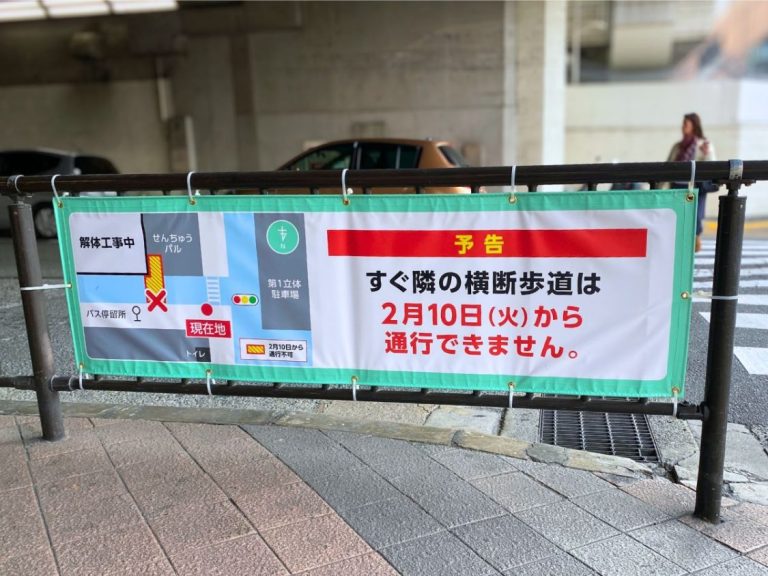 解体工事中
せんちゅう
パル
N
第1立体
駐車場
バス停留所
現在地
トイレ
2月10日から
通行不可
予告
すぐ隣の横断歩道は
2月10日(火)から
通行できません。